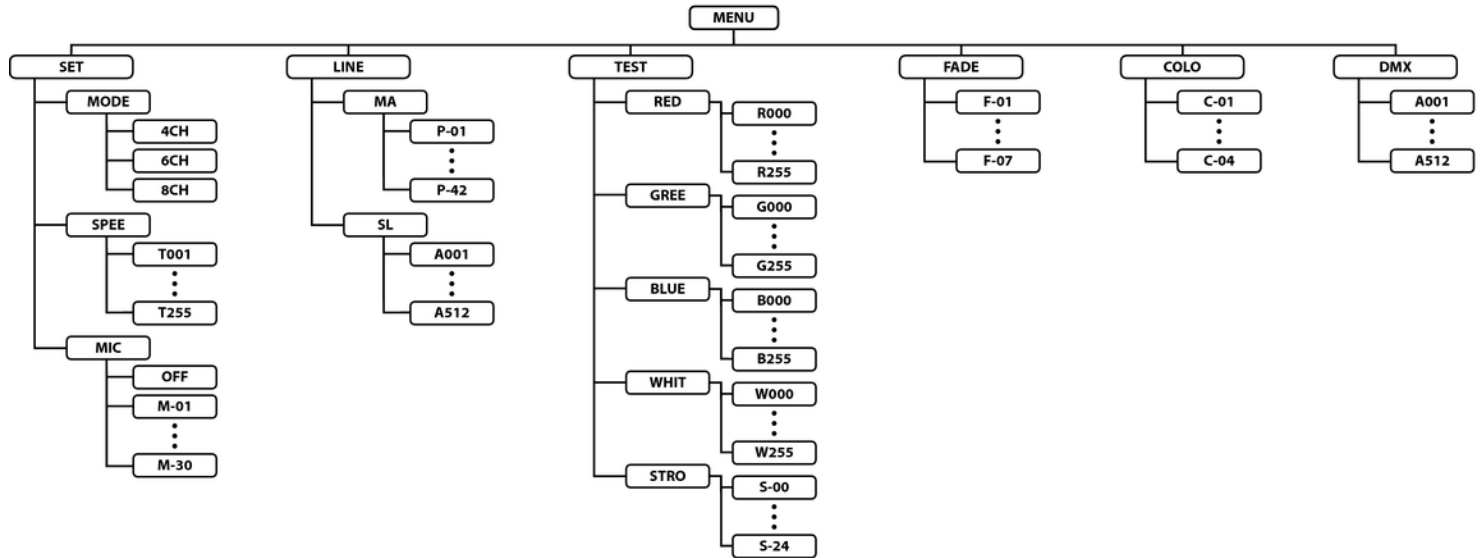 MENU
SET
MODE
4CH
6CH
8CH
SPEE
T001
T255
MIC
OFF
M-01
M-30
LINE
MA
P-01
P-42
SL
A001
A512
TEST
RED
R000
R255
GREE
G000
G255
BLUE
B000
B255
WHIT
W000
W255
STRO
S-00
S-24
FADE
F-01
F-07
COLO
C-01
C-04
DMX
A001
A512